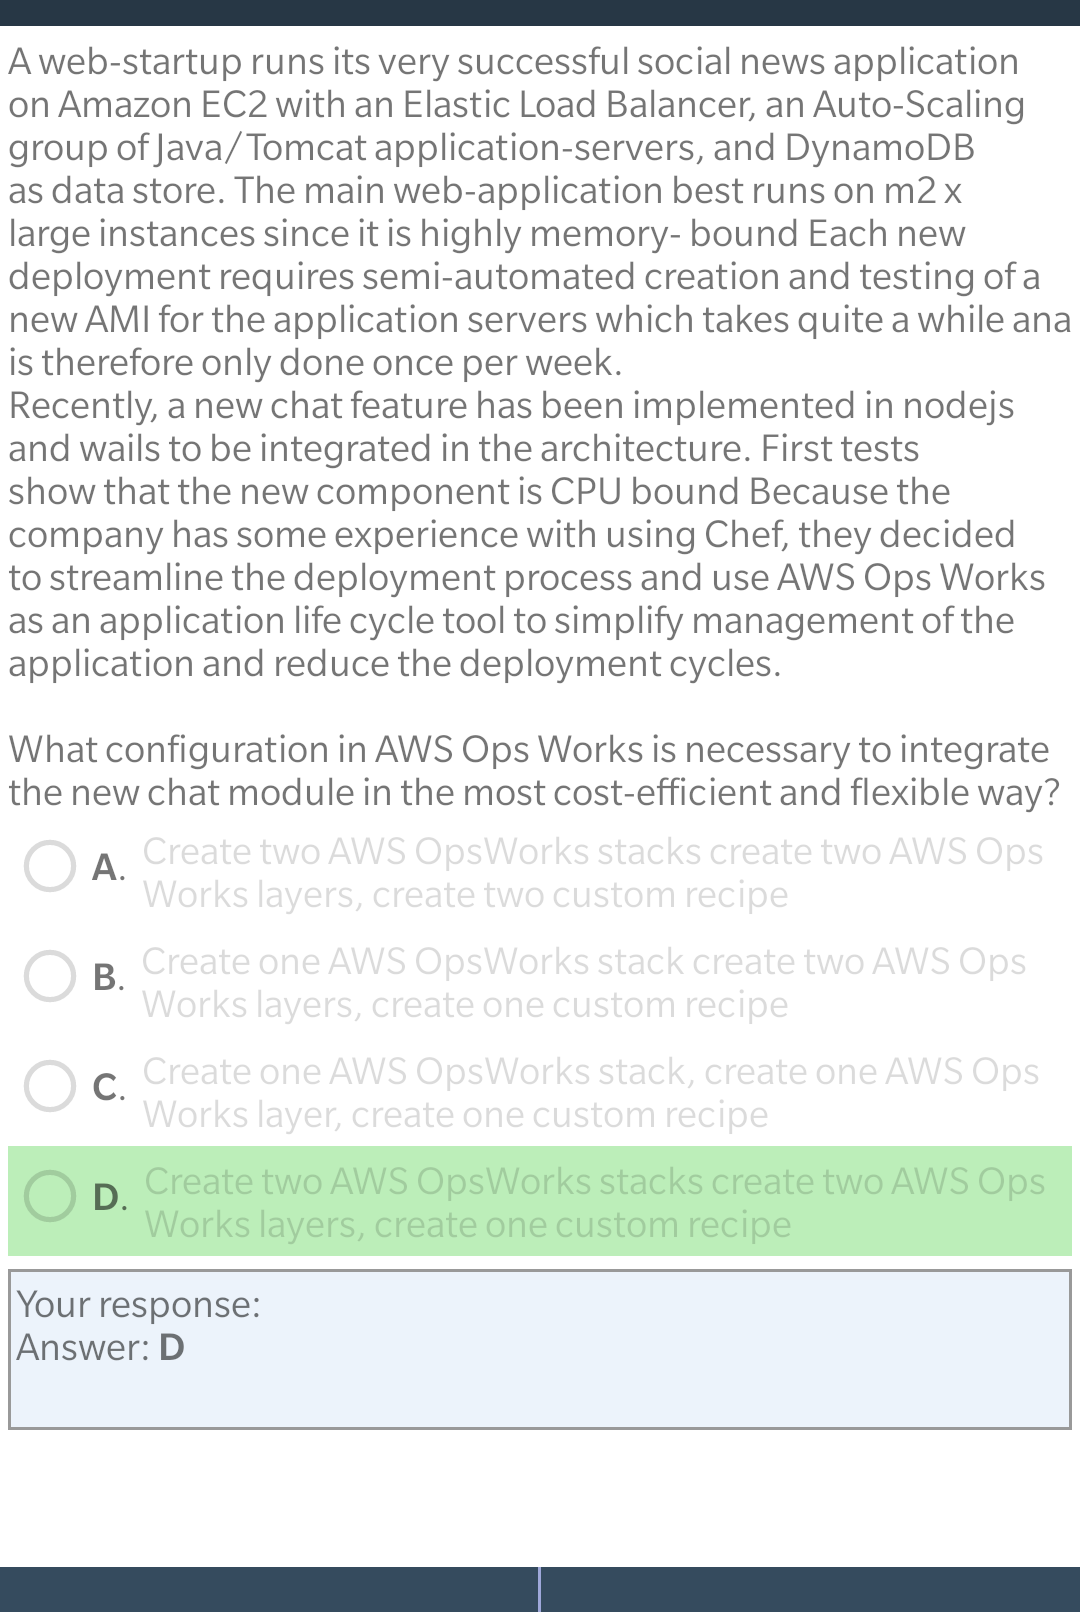 A web-startup runs its very successful social news application
on Amazon EC2 with an Elastic Load Balancer, an Auto-Scaling
group of Java/Tomcat application-servers, and DynamoDB
as data store. The main web-application best runs on m2 x
large instances since it is highly memory- bound Each new
deployment requires semi-automated creation and testing of a
new AMI for the application servers which takes quite a while ana
is therefore only done once per week.
Recently, a new chat feature has been implemented in nodejs
and wails to be integrated in the architecture. First tests
show that the new component is CPU bound Because the
company has some experience with using Chef, they decided
to streamline the deployment process and use AWS Ops Works
as an application life cycle tool to simplify management of the
application and reduce the deployment cycles.
What configuration in AWS Ops Works is necessary to integrate
the new chat module in the most cost-efficient and flexible way?
A. Create two AWS OpsWorks stacks create two AWS Ops
Works layers, create two custom recipe
B. Create one AWS OpsWorks stack create two AWS Ops
Works layers, create one custom recipe
C. Create one AWS OpsWorks stack, create one AWS Ops
Works layer, create one custom recipe
D. Create two AWS OpsWorks stacks create two AWS Ops
Works layers, create one custom recipe
Your response:
Answer: D